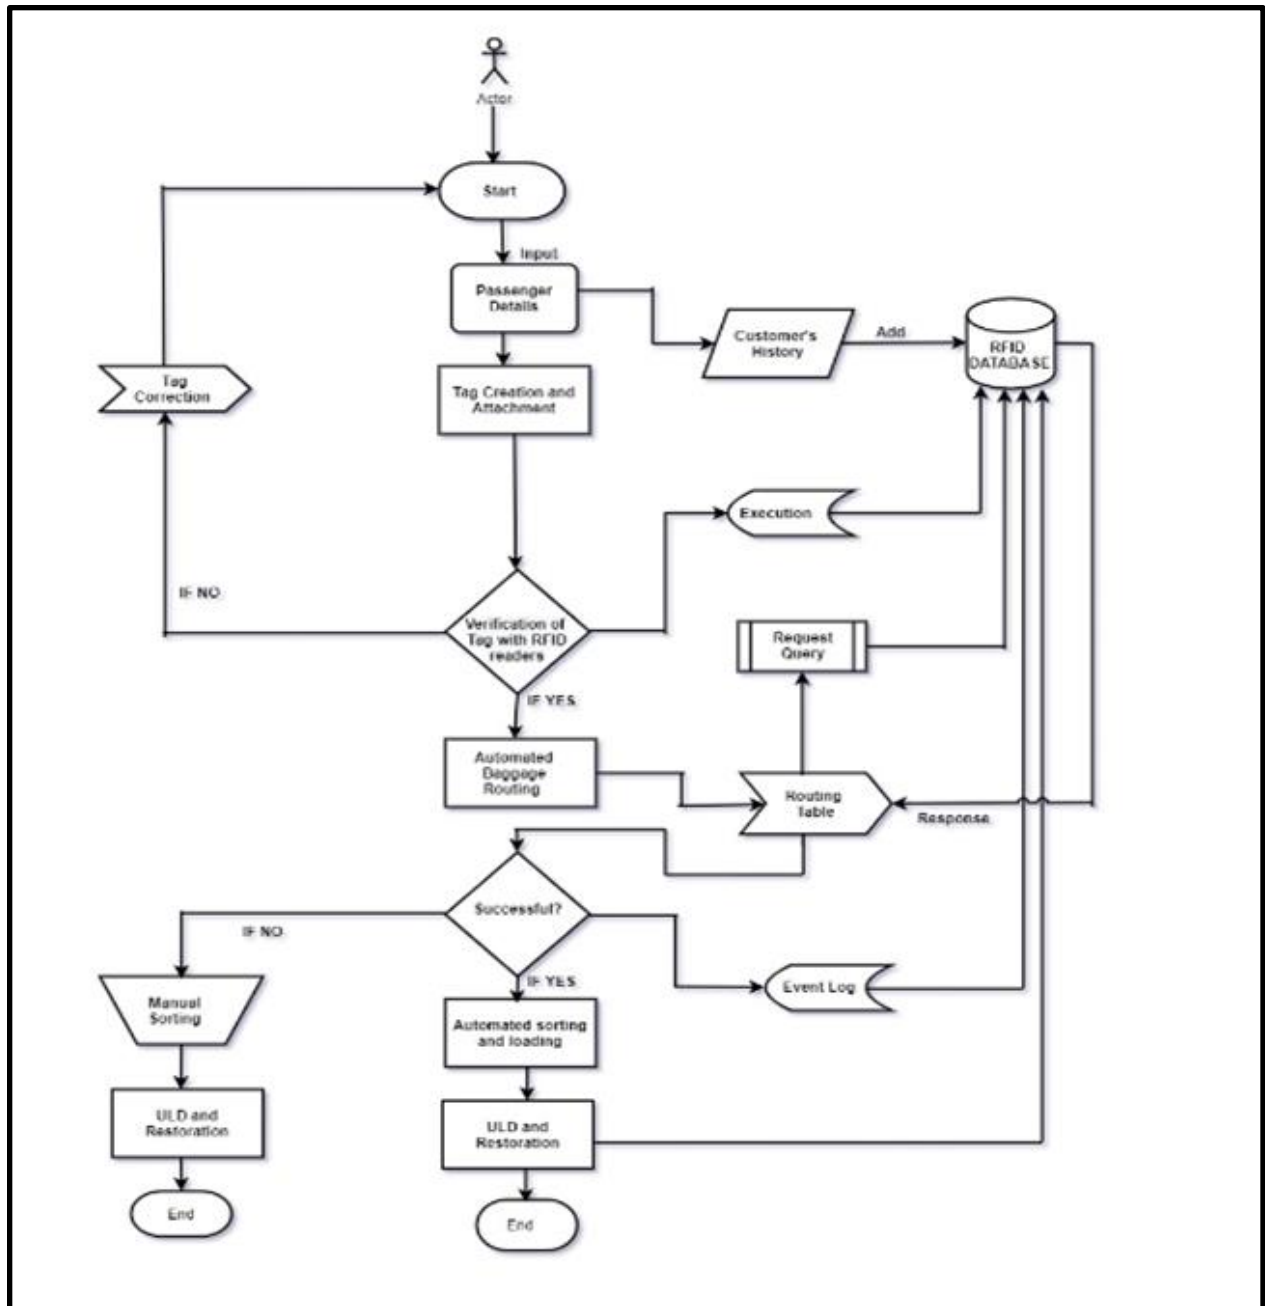 Actor
Start
Input
Passenger
Details
Customer's
History
Add
RFID
DATABASE
Tag
Correction
Tag Creation and
Attachment
Execution
IF NO
Verification of
Tag with RFID
readers
Request
Query
IF YES
Automated
Baggage
Routing
Routing
Table
Response
Successful?
IF NO
IF YES
Event Log
Manual
Sorting
Automated sorting
and loading
ULD and
Restoration
ULD and
Restoration
End
End